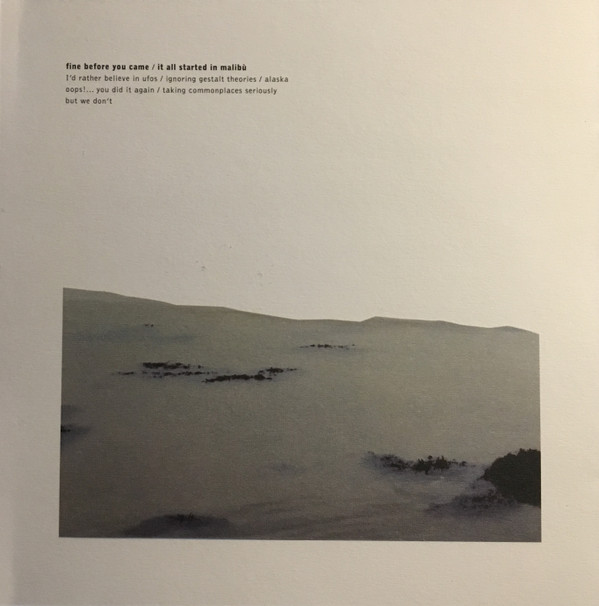 fine before you came / it all started in malibù
I'd rather believe in ufos / ignoring gestalt theories / alaska
oops!... you did it again / taking commonplaces seriously
but we don't